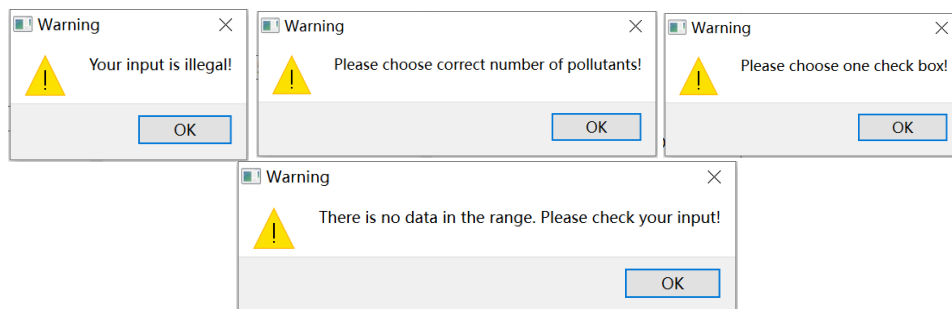 Warning
Your input is illegal!
OK
Warning
Please choose correct number of pollutants!
OK
Warning
Please choose one check box!
OK
Warning
There is no data in the range. Please check your input!
OK